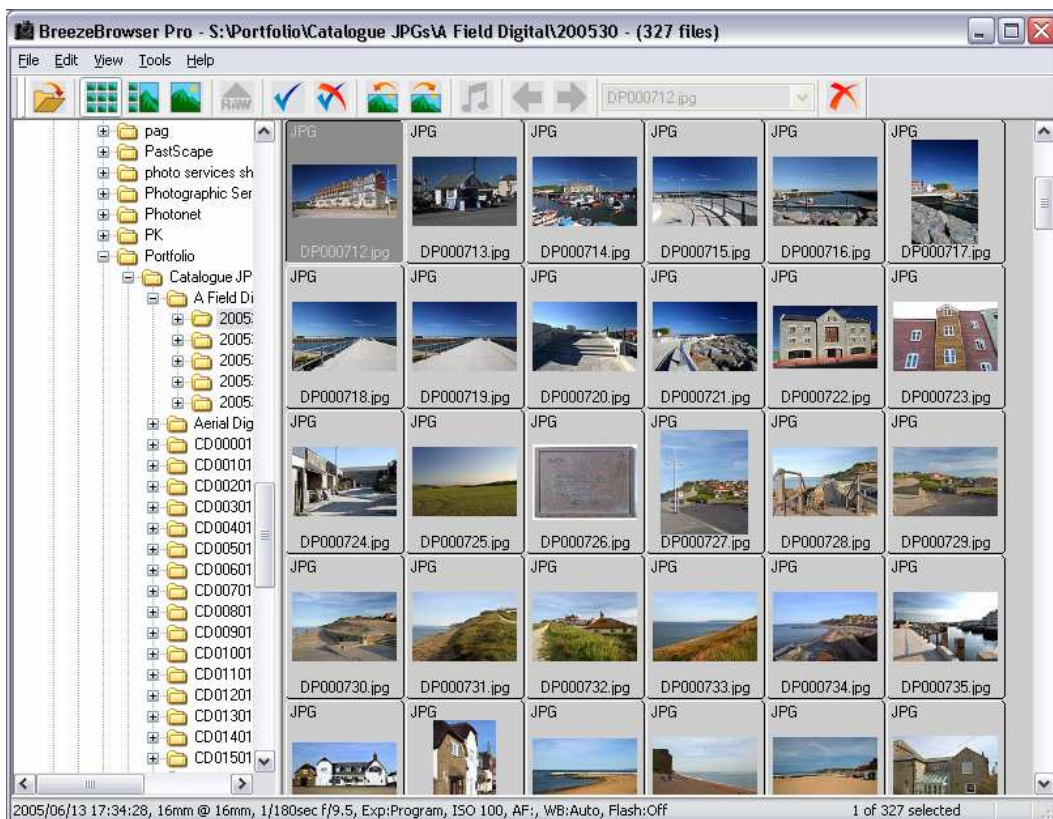 BreezeBrowser Pro - S:\Portfolio\Catalogue JPGs\A Field Digital\200530 - (327 files)
File Edit View Tools Help
RAW
DP000712.jpg
pag
PastScape
photo services sh
Photographic Ser
Photonet
PK
Portfolio
Catalogue JP
A Field Di
2005
2005
2005
2005
2005
Aerial Dig
CD00001
CD00101
CD00201
CD00301
CD00401
CD00501
CD00601
CD00701
CD00801
CD00901
CD01001
CD01101
CD01201
CD01301
CD01401
CD01501
JPG JPG JPG JPG JPG JPG
DP000712.jpg DP000713.jpg DP000714.jpg DP000715.jpg DP000716.jpg DP000717.jpg
JPG JPG JPG JPG JPG JPG
DP000718.jpg DP000719.jpg DP000720.jpg DP000721.jpg DP000722.jpg DP000723.jpg
JPG JPG JPG JPG JPG JPG
DP000724.jpg DP000725.jpg DP000726.jpg DP000727.jpg DP000728.jpg DP000729.jpg
JPG JPG JPG JPG JPG JPG
DP000730.jpg DP000731.jpg DP000732.jpg DP000733.jpg DP000734.jpg DP000735.jpg
JPG JPG JPG JPG JPG JPG
2005/06/13 17:34:28, 16mm @ 16mm, 1/180sec f/9.5, Exp:Program, ISO 100, AF:, WB:Auto, Flash:Off
1 of 327 selected